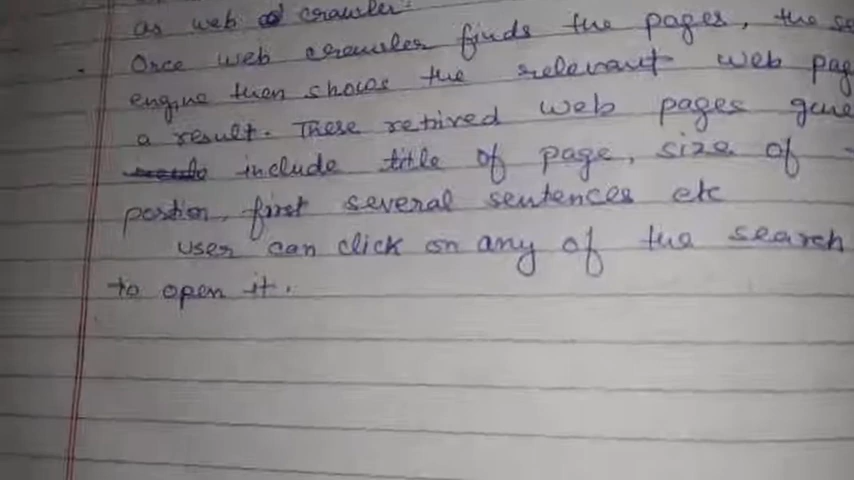 as web crawler.
Once web crawler finds the pages, the se
engine then shows the relevant web pag
a result. These retired web pages gene
include title of page, size of
portion, first several sentences etc
user can click on any of the search
to open it.